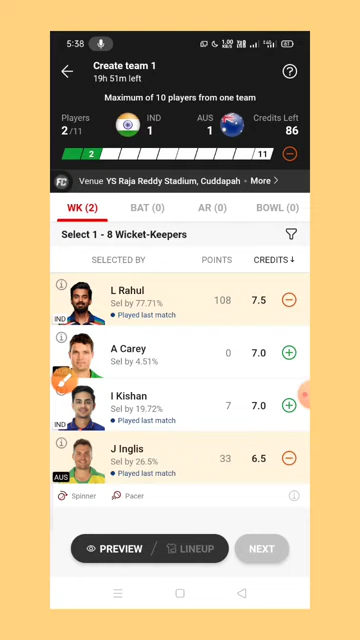 5:38
1.00 KB/S
61
Create team 1
19h 51m left
Maximum of 10 players from one team
Players IND AUS Credits Left
2/11 1 1 86
2 11
FC Venue YS Raja Reddy Stadium, Cuddapah - More >
WK (2) BAT (0) AR (0) BOWL (0)
Select 1 - 8 Wicket-Keepers
SELECTED BY POINTS CREDITS ↓
L Rahul
Sel by 77.71% 108 7.5
Played last match
IND
A Carey
Sel by 4.51% 0 7.0
I Kishan
Sel by 19.72% 7 7.0
Played last match
IND
J Inglis
Sel by 26.5% 33 6.5
Played last match
AUS
Spinner Pacer
PREVIEW / LINEUP NEXT